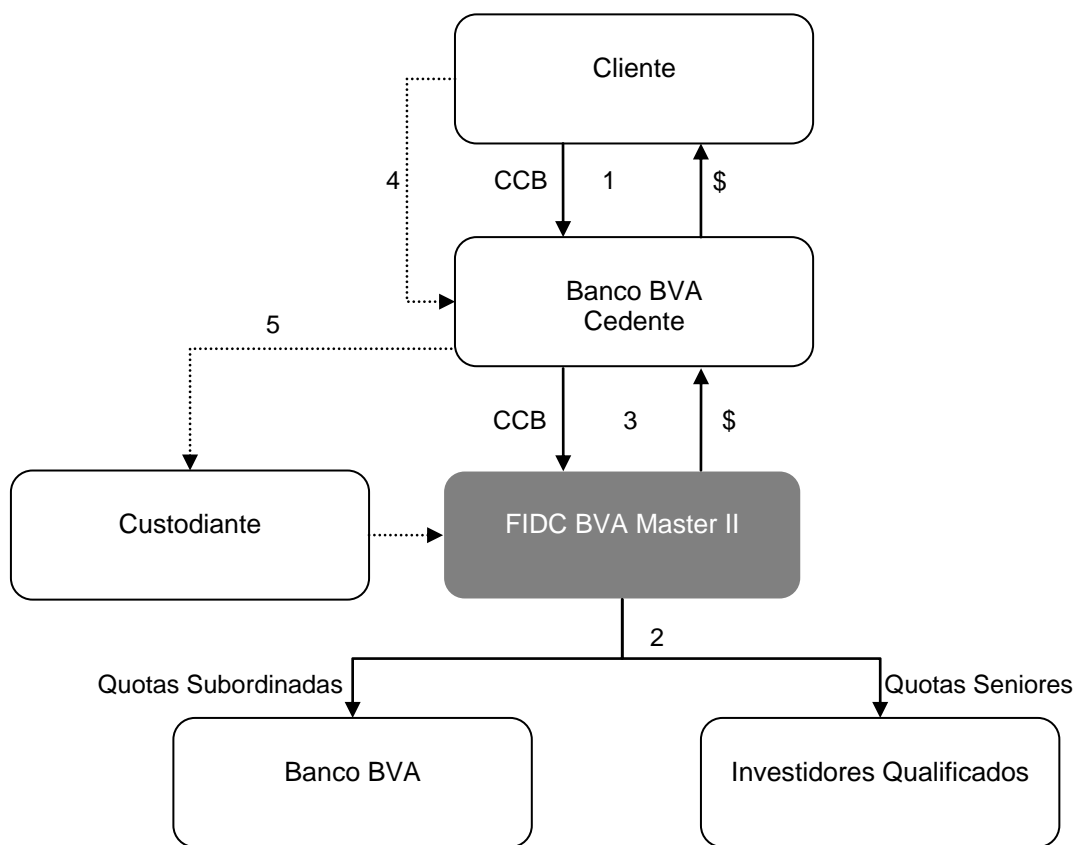 Cliente
4
CCB
1
$
Banco BVA
Cedente
5
CCB
3
$
Custodiante
FIDC BVA Master II
2
Quotas Subordinadas
Quotas Seniores
Banco BVA
Investidores Qualificados